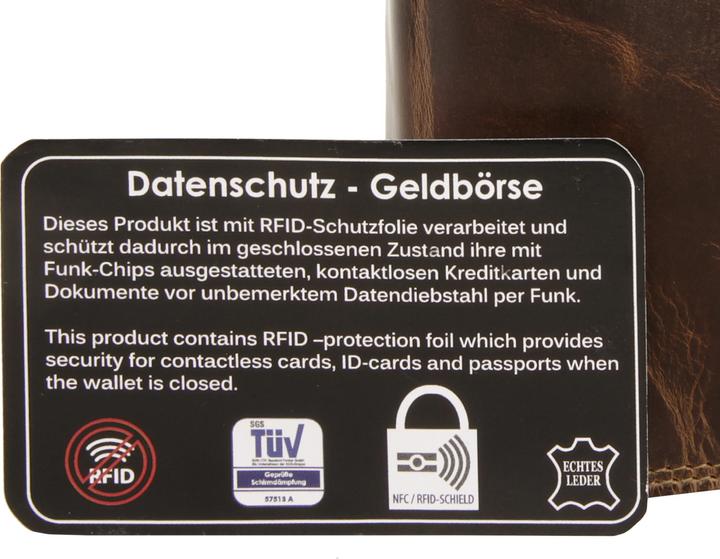 Datenschutz - Geldbörse
Dieses Produkt ist mit RFID-Schutzfolie verarbeitet und
schützt dadurch im geschlossenen Zustand ihre mit
Funk-Chips ausgestatteten, kontaktlosen Kreditkarten und
Dokumente vor unbemerktem Datendiebstahl per Funk.
This product contains RFID –protection foil which provides
security for contactless cards, ID-cards and passports when
the wallet is closed.
RFID
SGS
TÜV
Geprüfte
Schirmdämpfung
57513 A
NFC / RFID-SCHIELD
ECHTES
LEDER